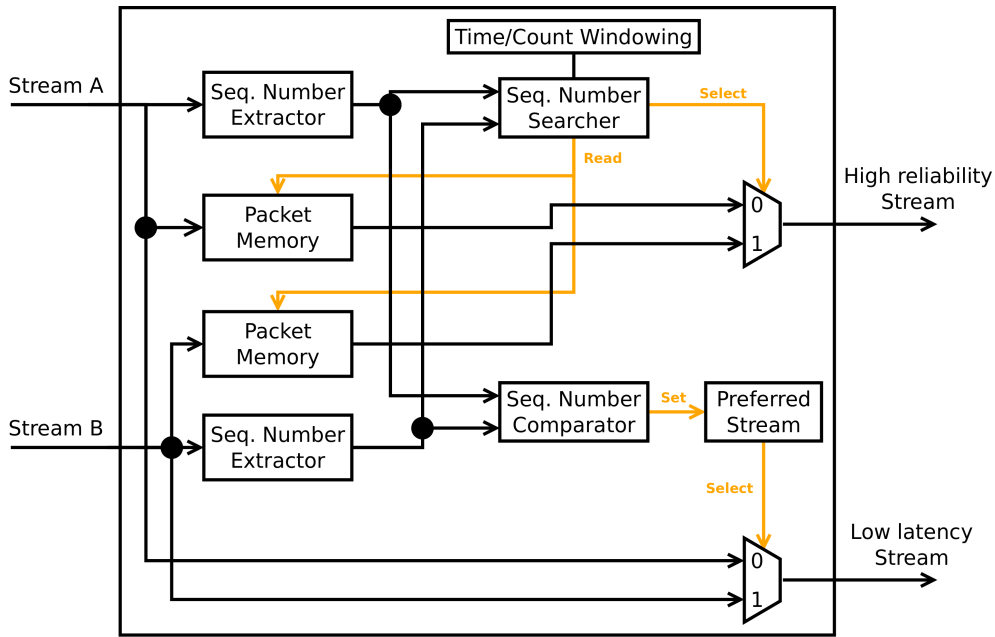 Time/Count Windowing
Stream A
Seq. Number
Extractor
Seq. Number
Searcher
Select
Read
High reliability
Stream
Packet
Memory
0
1
Packet
Memory
Stream B
Seq. Number
Extractor
Seq. Number
Comparator
Set
Preferred
Stream
Select
Low latency
Stream
0
1